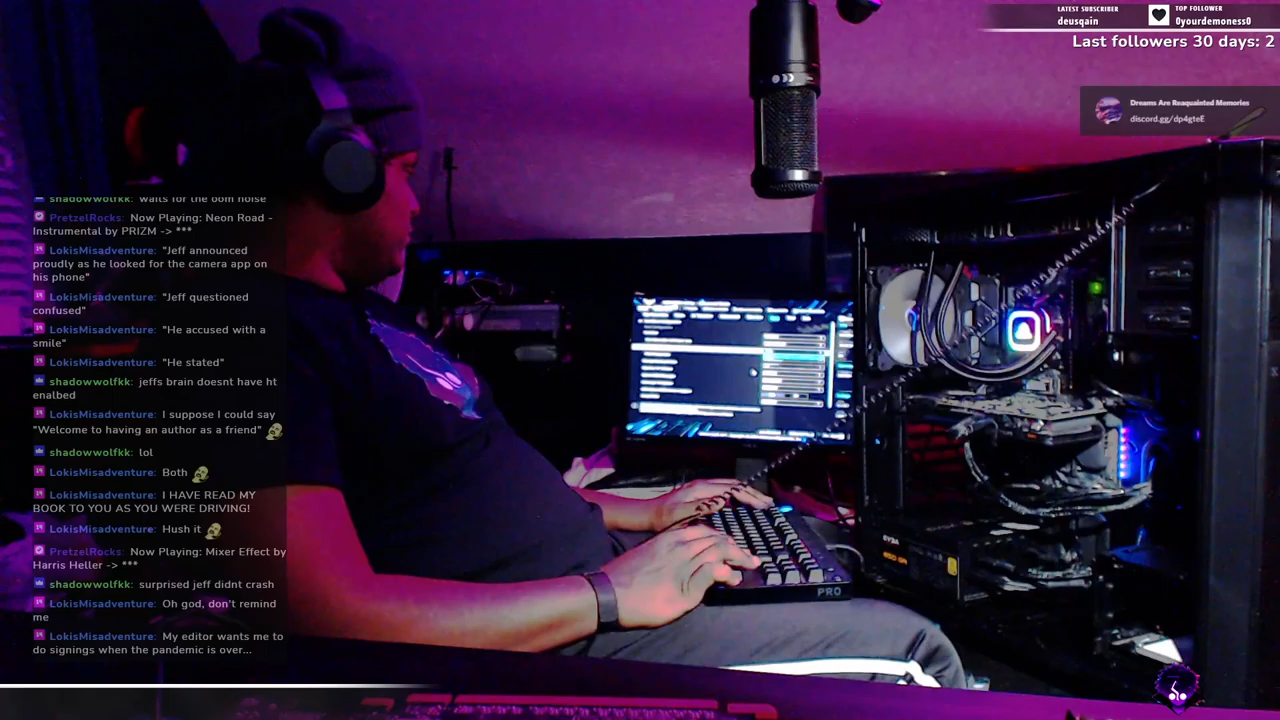 LATEST SUBSCRIBER
deusqain
TOP FOLLOWER
0yourdemoness0
Last followers 30 days: 2
Dreams Are Reaquainted Memories
discord.gg/dp4gteE
shadowwolfkk: waits for the bom noise
PretzelRocks: Now Playing: Neon Road -
Instrumental by PRIZM -> ***
LokisMisadventure: "Jeff announced
proudly as he looked for the camera app on
his phone"
LokisMisadventure: "Jeff questioned
confused"
LokisMisadventure: "He accused with a
smile"
LokisMisadventure: "He stated"
shadowwolfkk: jeffs brain doesnt have ht
enalbed
LokisMisadventure: I suppose I could say
"Welcome to having an author as a friend"
shadowwolfkk: lol
LokisMisadventure: Both
LokisMisadventure: I HAVE READ MY
BOOK TO YOU AS YOU WERE DRIVING!
LokisMisadventure: Hush it
PretzelRocks: Now Playing: Mixer Effect by
Harris Heller -> ***
shadowwolfkk: surprised jeff didnt crash
LokisMisadventure: Oh god, don't remind
me
LokisMisadventure: My editor wants me to
do signings when the pandemic is over...
EVGA
PRO